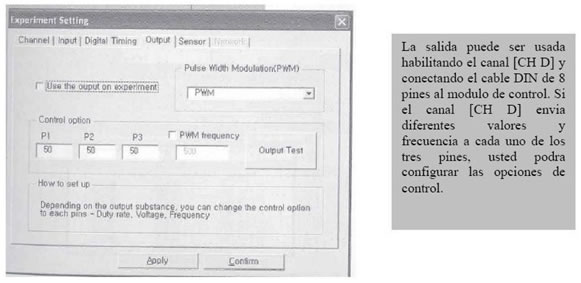 Experiment Setting
Channel | Input | Digital Timing | Output | Sensor | Network
Use the ouput on experiment
Pulse Width Modulation(PWM)
PWM
Control option
P1 P2 P3 PWM frequency
50 50 50 500 Output Test
How to set up
Depending on the output substance, you can change the control option
to each pins - Duty rate, Voltage, Frequency
Apply Confirm
La salida puede ser usada
habilitando el canal [CH D] y
conectando el cable DIN de 8
pines al modulo de control. Si
el canal [CH D] envia
diferentes valores y
frecuencia a cada uno de los
tres pines, usted podra
configurar las opciones de
control.